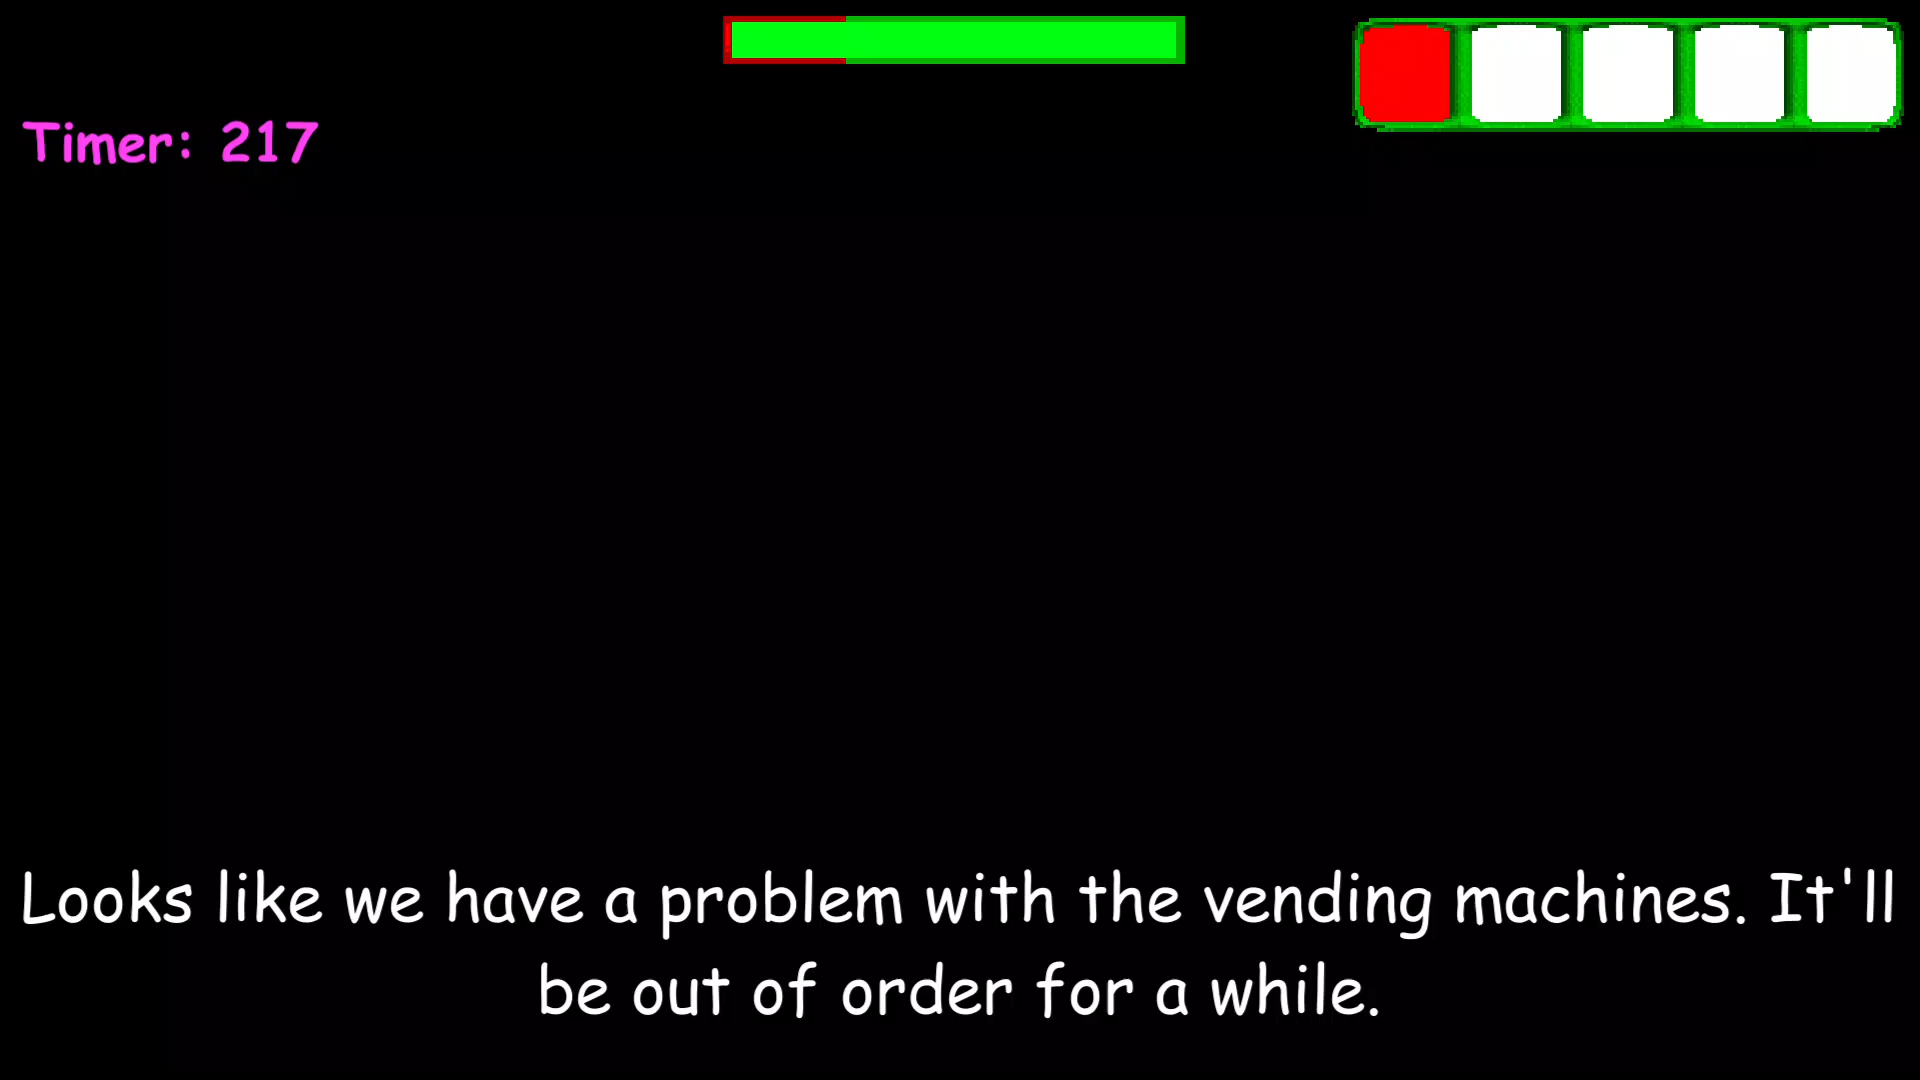 Timer: 217
Looks like we have a problem with the vending machines. It'll
be out of order for a while.